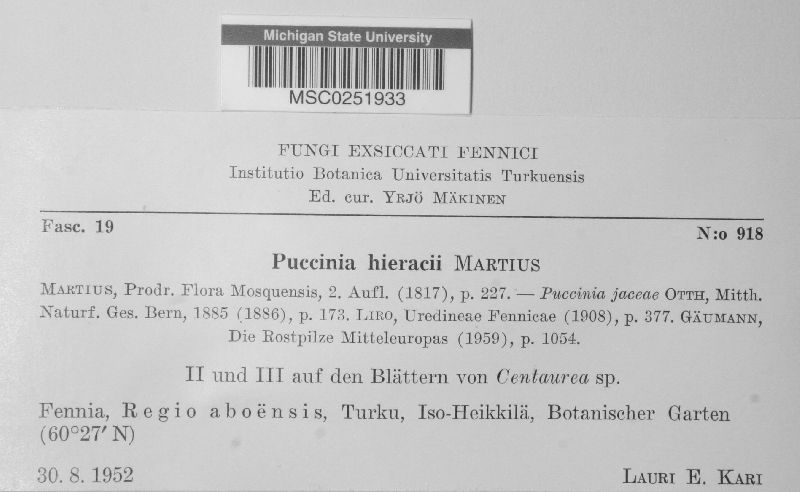 Michigan State University
MSC0251933
FUNGI EXSICCATI FENNICI
Institutio Botanica Universitatis Turkuensis
Ed. cur. YRJÖ MÄKINEN
Fasc. 19 N:o 918
Puccinia hieracii MARTIUS
MARTIUS, Prodr. Flora Mosquensis, 2. Aufl. (1817), p. 227. — Puccinia jaceae OTTH, Mitth.
Naturf. Ges. Bern, 1885 (1886), p. 173. LIRO, Uredineae Fennicae (1908), p. 377. GÄUMANN,
Die Rostpilze Mitteleuropas (1959), p. 1054.
II und III auf den Blättern von Centaurea sp.
Fennia, Regio aboënsis, Turku, Iso-Heikkilä, Botanischer Garten
(60°27′ N)
30. 8. 1952 LAURI E. KARI